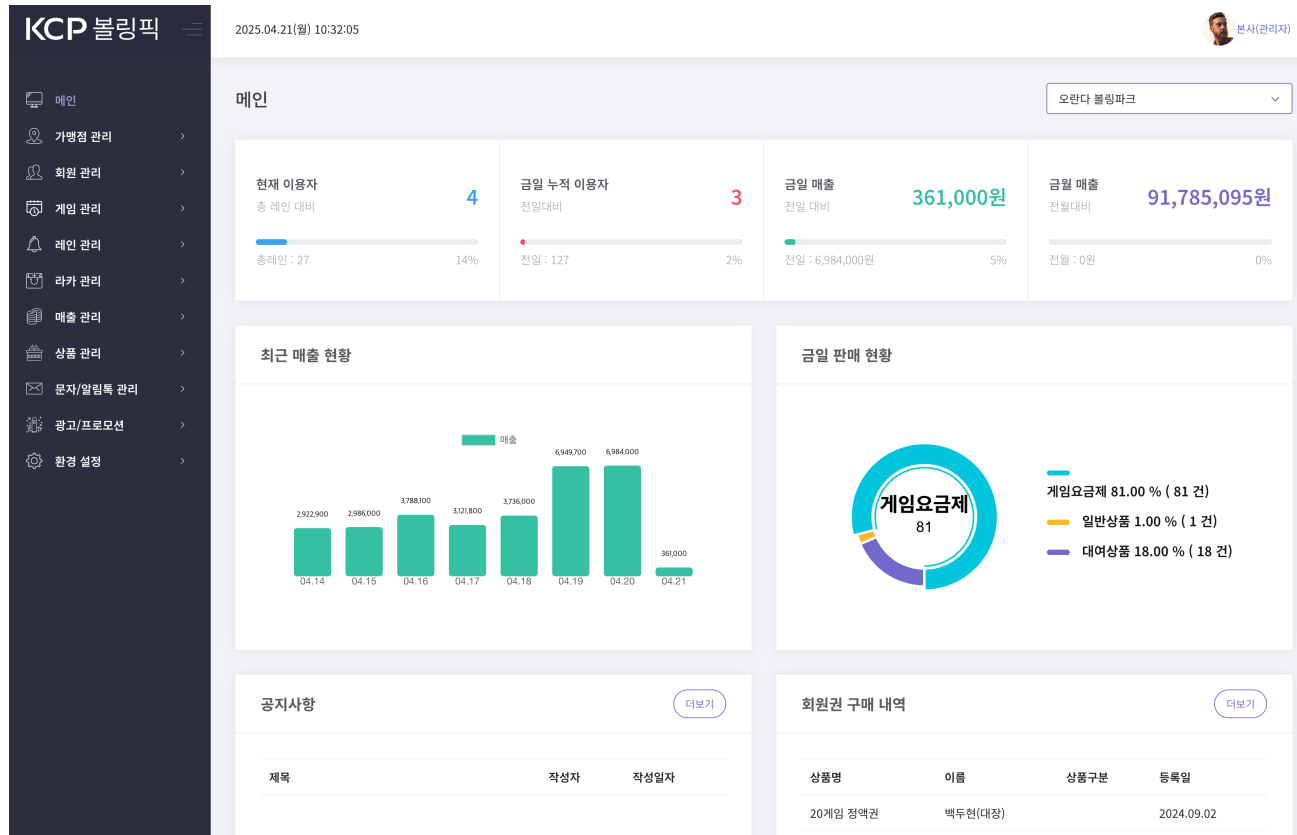 KCP 볼링픽
2025.04.21(월) 10:32:05
본사(관리자)
메인
가맹점 관리
회원 관리
게임 관리
레인 관리
라카 관리
매출 관리
상품 관리
문자/알림톡 관리
광고/프로모션
환경 설정
메인
오란다 볼링파크
현재 이용자
총 레인 대비
4
총레인 : 27
14%
금일 누적 이용자
전일대비
3
전일 : 127
2%
금일 매출
전일 대비
361,000원
전일 : 6,984,000원
5%
금월 매출
전월대비
91,785,095원
전월 : 0원
0%
최근 매출 현황
매출
2,922,900
2,986,000
3,788,100
3,121,800
3,736,000
6,949,700
6,984,000
361,000
04.14 04.15 04.16 04.17 04.18 04.19 04.20 04.21
금일 판매 현황
게임요금제
81
게임요금제 81.00 % ( 81 건)
일반상품 1.00 % ( 1 건)
대여상품 18.00 % ( 18 건)
공지사항
더보기
제목 작성자 작성일자
회원권 구매 내역
더보기
상품명 이름 상품구분 등록일
20게임 정액권 백두현(대장) 2024.09.02